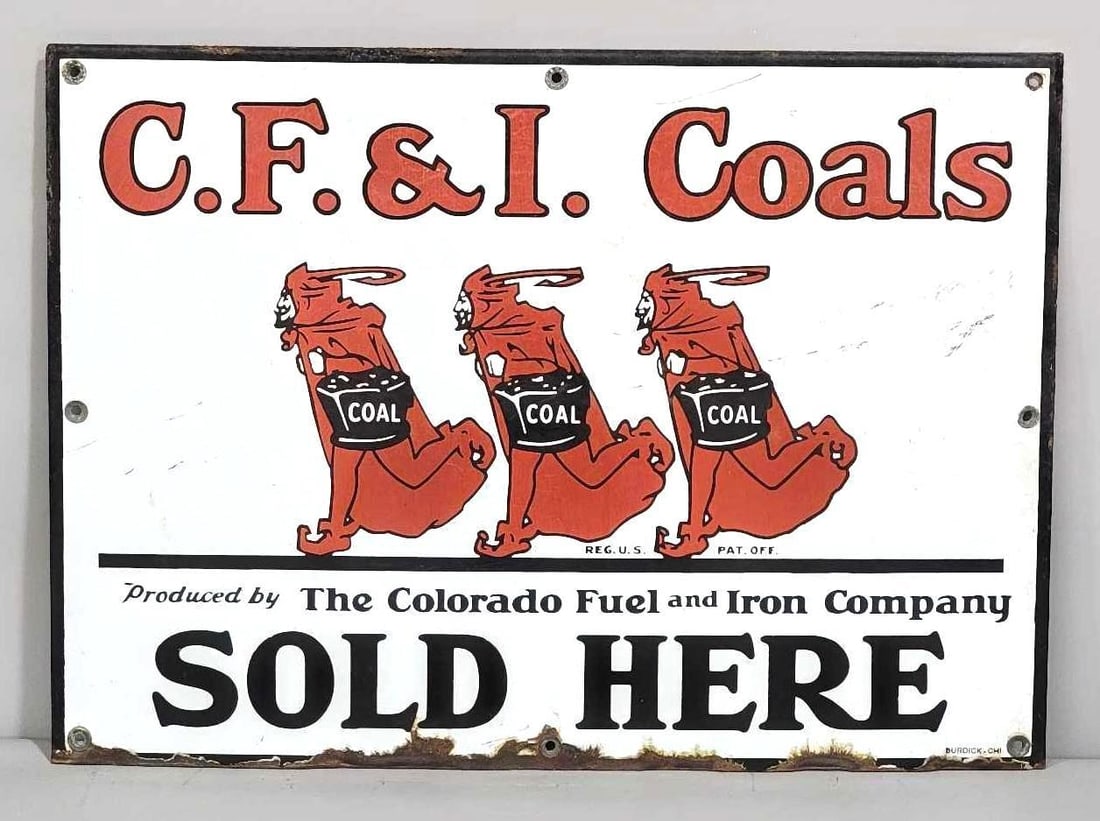 C.F.&I. Coals
COAL COAL COAL
REG.U.S. PAT.OFF.
Produced by The Colorado Fuel and Iron Company
SOLD HERE
BURDICK-CHI